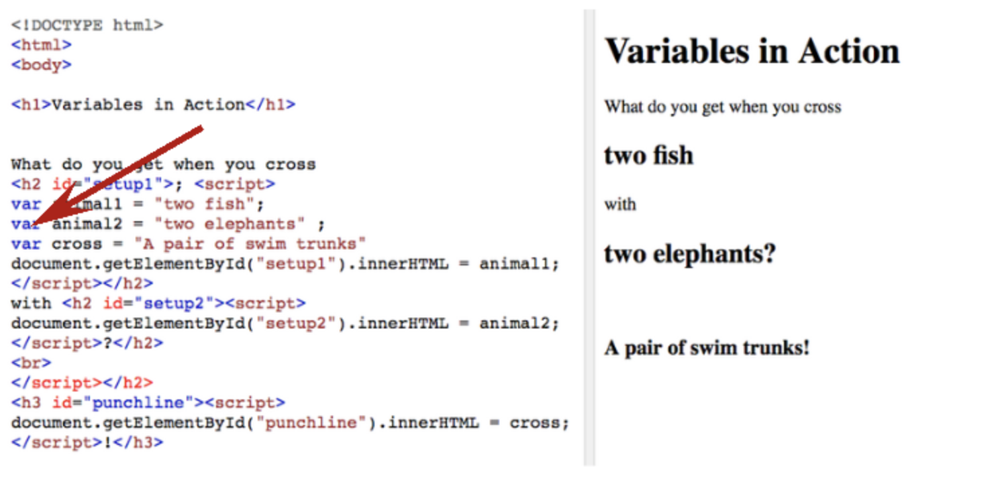 <!DOCTYPE html>
<html>
<body>
<h1>Variables in Action</h1>
What do you get when you cross
<h2 id="setup1">; <script>
var animal1 = "two fish";
var animal2 = "two elephants" ;
var cross = "A pair of swim trunks"
document.getElementById("setup1").innerHTML = animal1;
</script></h2>
with <h2 id="setup2"><script>
document.getElementById("setup2").innerHTML = animal2;
</script>?</h2>
<br>
</script></h2>
<h3 id="punchline"><script>
document.getElementById("punchline").innerHTML = cross;
</script>!</h3>
Variables in Action
What do you get when you cross
two fish
with
two elephants?
A pair of swim trunks!